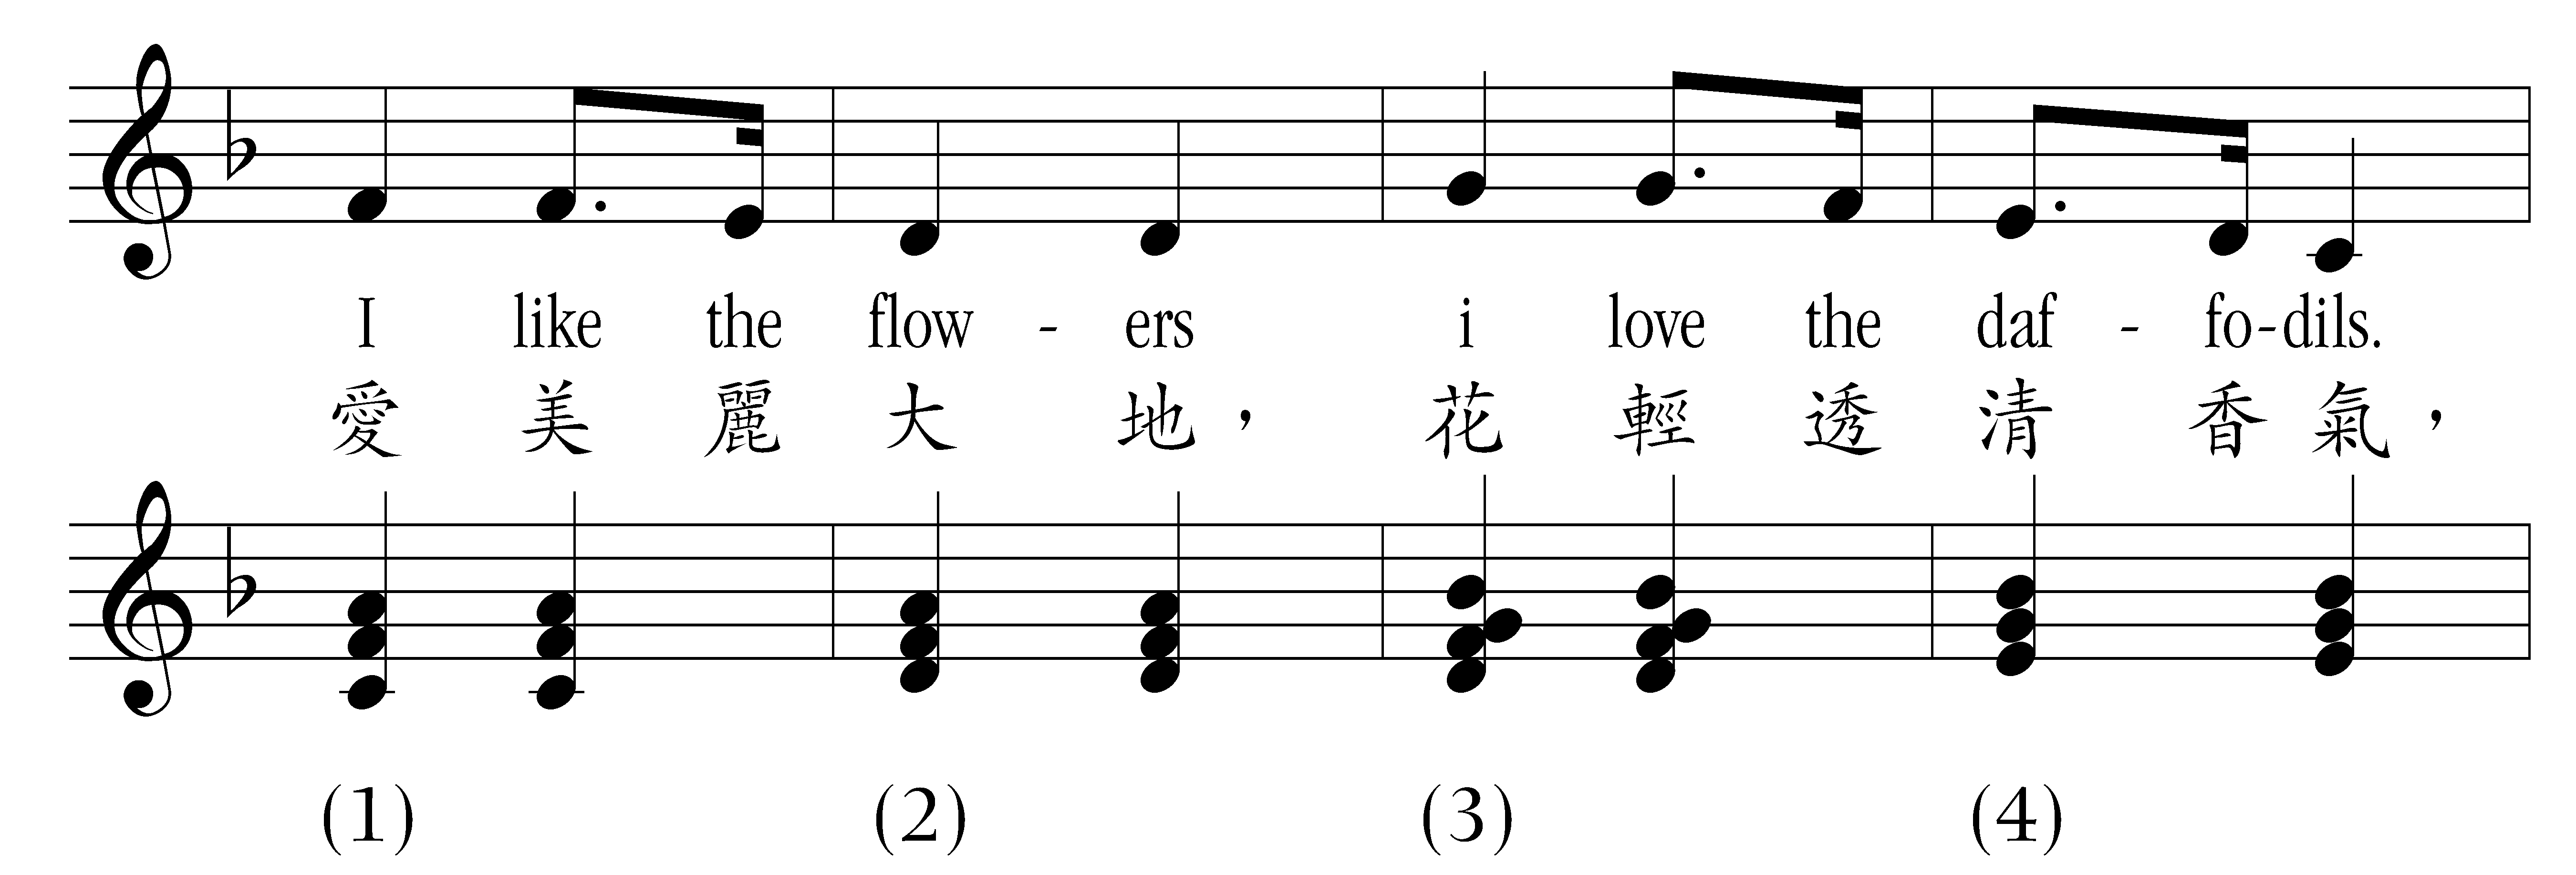 I like the flow - ers i love the daf - fo-dils.
愛美麗大地，花輕透清香氣，
(1) (2) (3) (4)